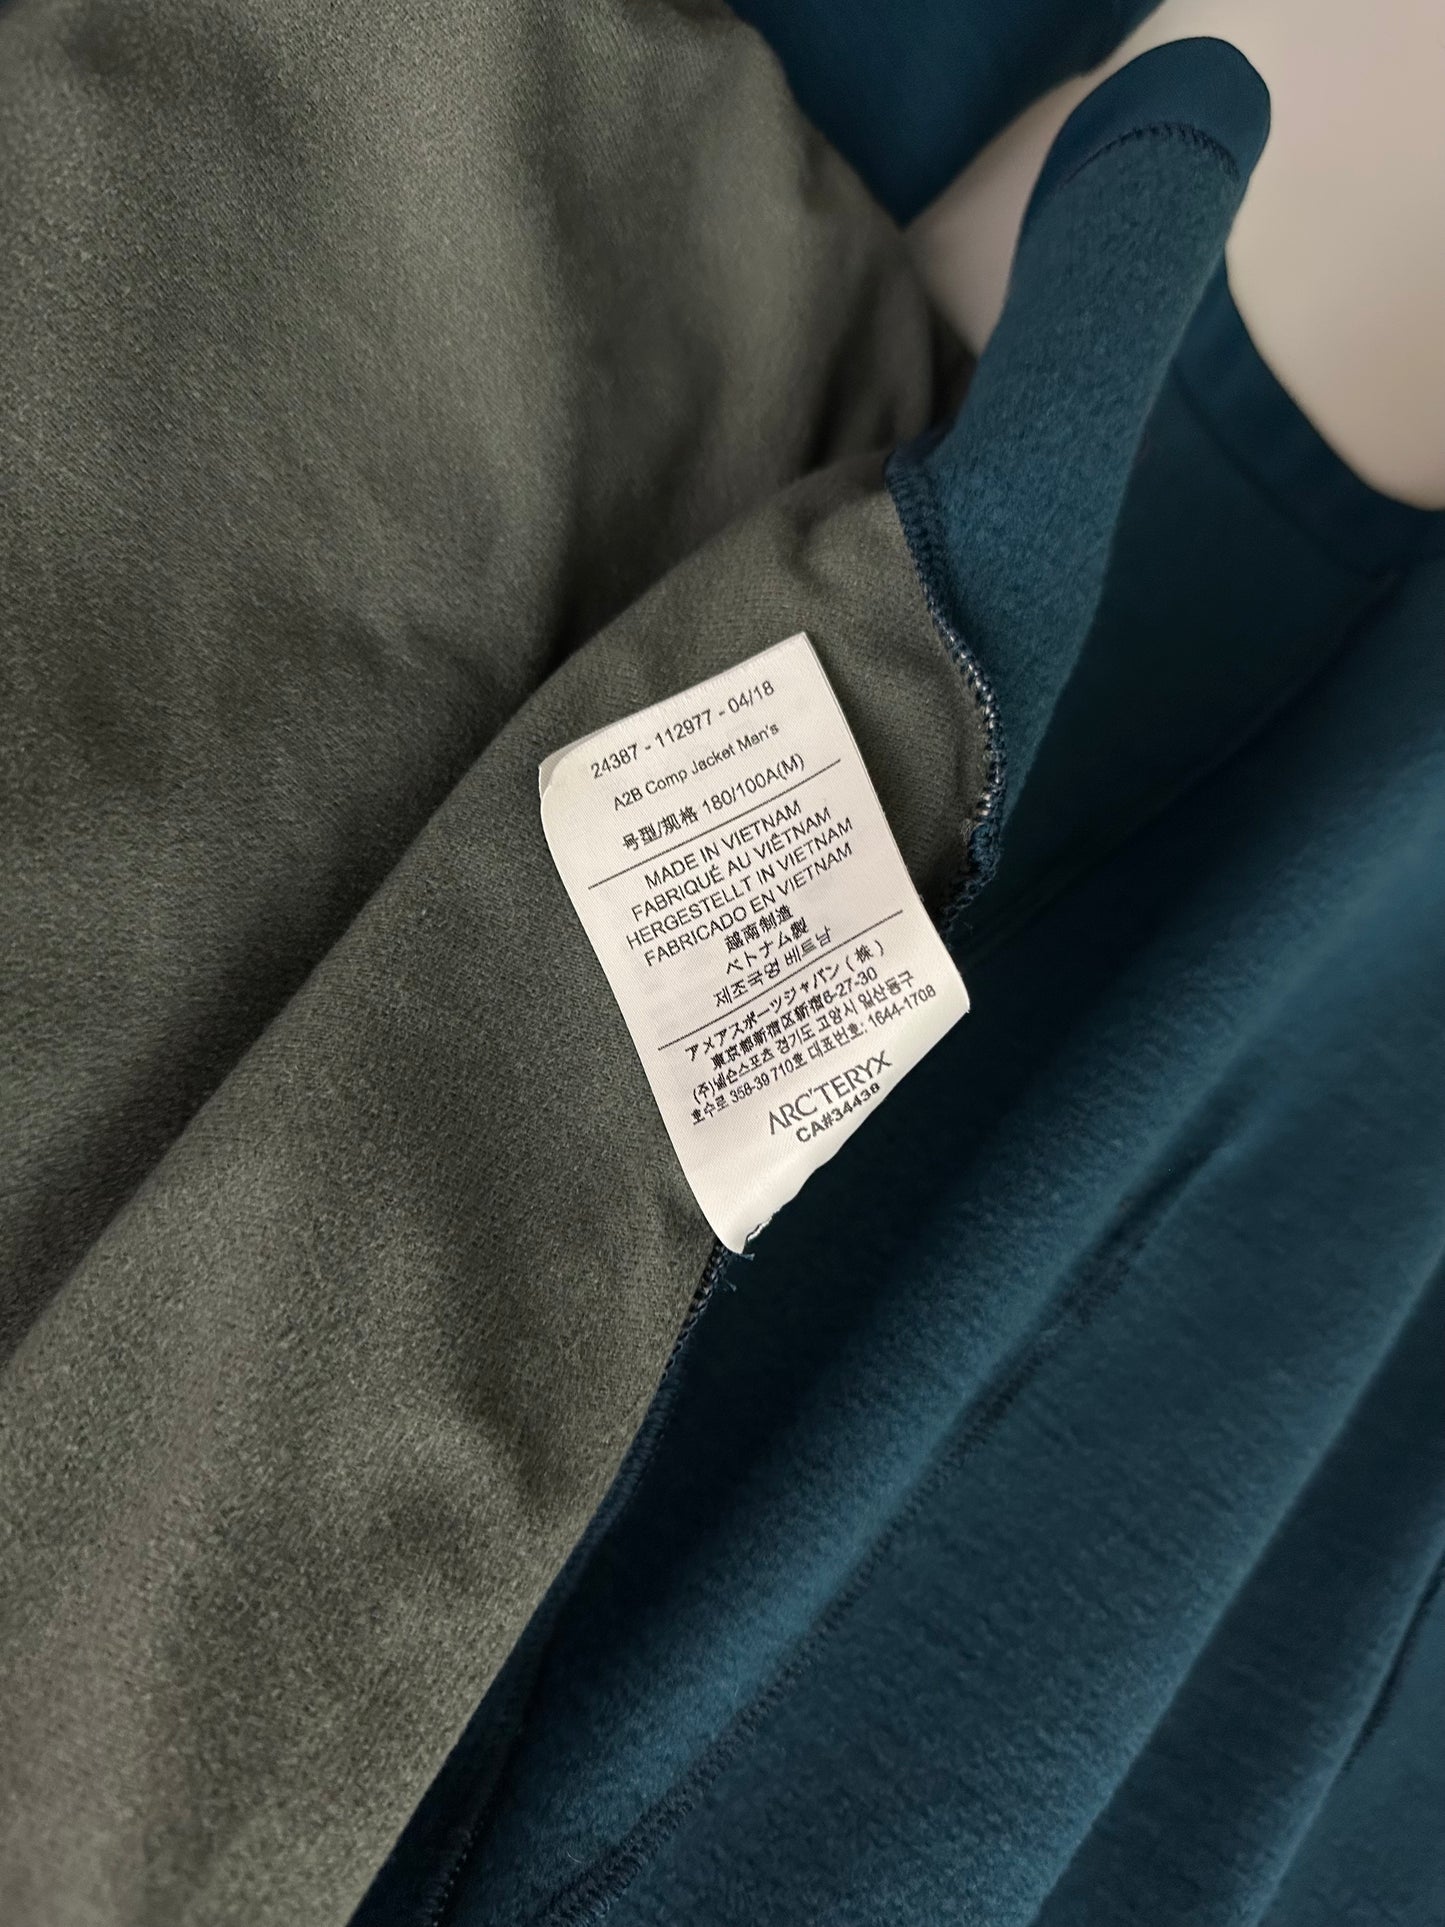 24387 - 112977 - 04/18
A2B Comp Jacket Man's
号型/规格 180/100A(M)
MADE IN VIETNAM
FABRIQUÉ AU VIÊTNAM
HERGESTELLT IN VIETNAM
FABRICADO EN VIETNAM
越南制造
ベトナム製
제조국명 베트남
アメアスポーツジャパン ( 株 )
東京都新宿区新宿6-27-30
(주)넬슨스포츠 경기도 고양시 일산동구
호수로 358-39 710호 대표번호: 1644-1708
ARC'TERYX
CA#34438